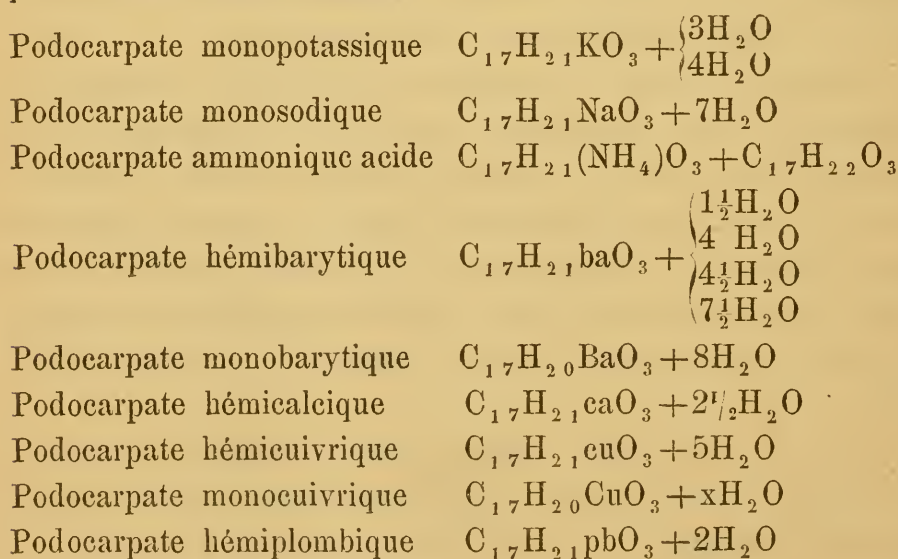 Podocarpate monopotassique C₁₇H₂₁KO₃+{3H₂O
4H₂O
Podocarpate monosodique C₁₇H₂₁NaO₃+7H₂O
Podocarpate ammonique acide C₁₇H₂₁(NH₄)O₃+C₁₇H₂₂O₃
Podocarpate hémibarytique C₁₇H₂₁baO₃+{1½H₂O
4 H₂O
4½H₂O
7½H₂O
Podocarpate monobarytique C₁₇H₂₀BaO₃+8H₂O
Podocarpate hémicalcique C₁₇H₂₁caO₃+2½H₂O
Podocarpate hémicuivrique C₁₇H₂₁cuO₃+5H₂O
Podocarpate monocuivrique C₁₇H₂₀CuO₃+xH₂O
Podocarpate hémiplombique C₁₇H₂₁pbO₃+2H₂O